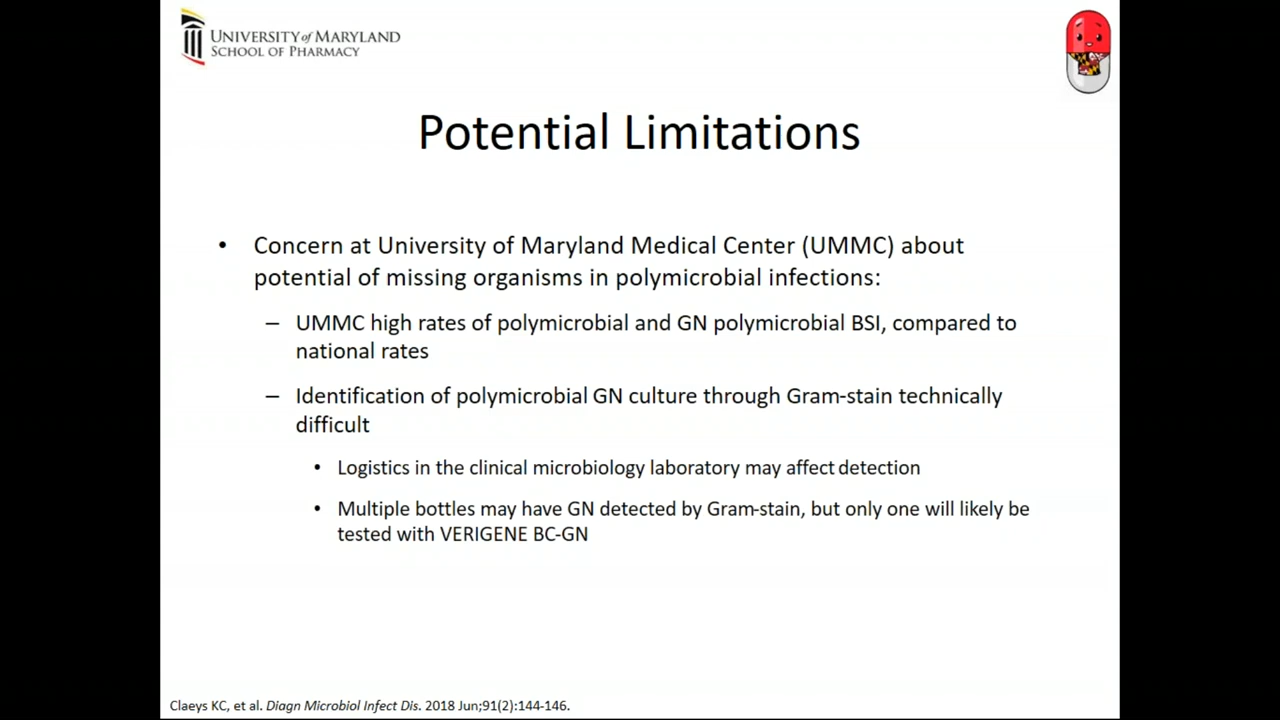 UNIVERSITY of MARYLAND
SCHOOL OF PHARMACY
Potential Limitations
• Concern at University of Maryland Medical Center (UMMC) about
potential of missing organisms in polymicrobial infections:
– UMMC high rates of polymicrobial and GN polymicrobial BSI, compared to
national rates
– Identification of polymicrobial GN culture through Gram-stain technically
difficult
• Logistics in the clinical microbiology laboratory may affect detection
• Multiple bottles may have GN detected by Gram-stain, but only one will likely be
tested with VERIGENE BC-GN
Claeys KC, et al. Diagn Microbiol Infect Dis. 2018 Jun;91(2):144-146.